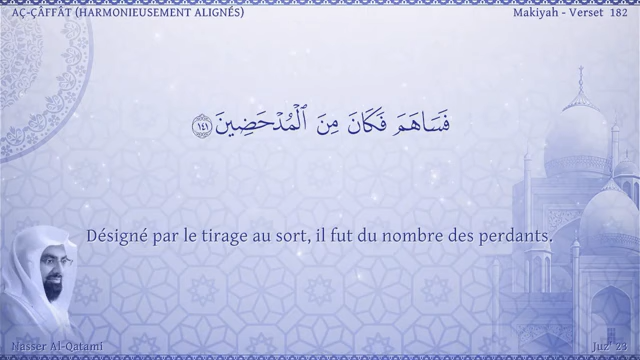 AÇ-ÇÂFFÂT (HARMONIEUSEMENT ALIGNÉS)
Makiyah - Verset 182
فَسَاهَمَ فَكَانَ مِنَ ٱلْمُدْحَضِينَ ١٤١
Désigné par le tirage au sort, il fut du nombre des perdants.
Nasser Al-Qatami
Juz' 23